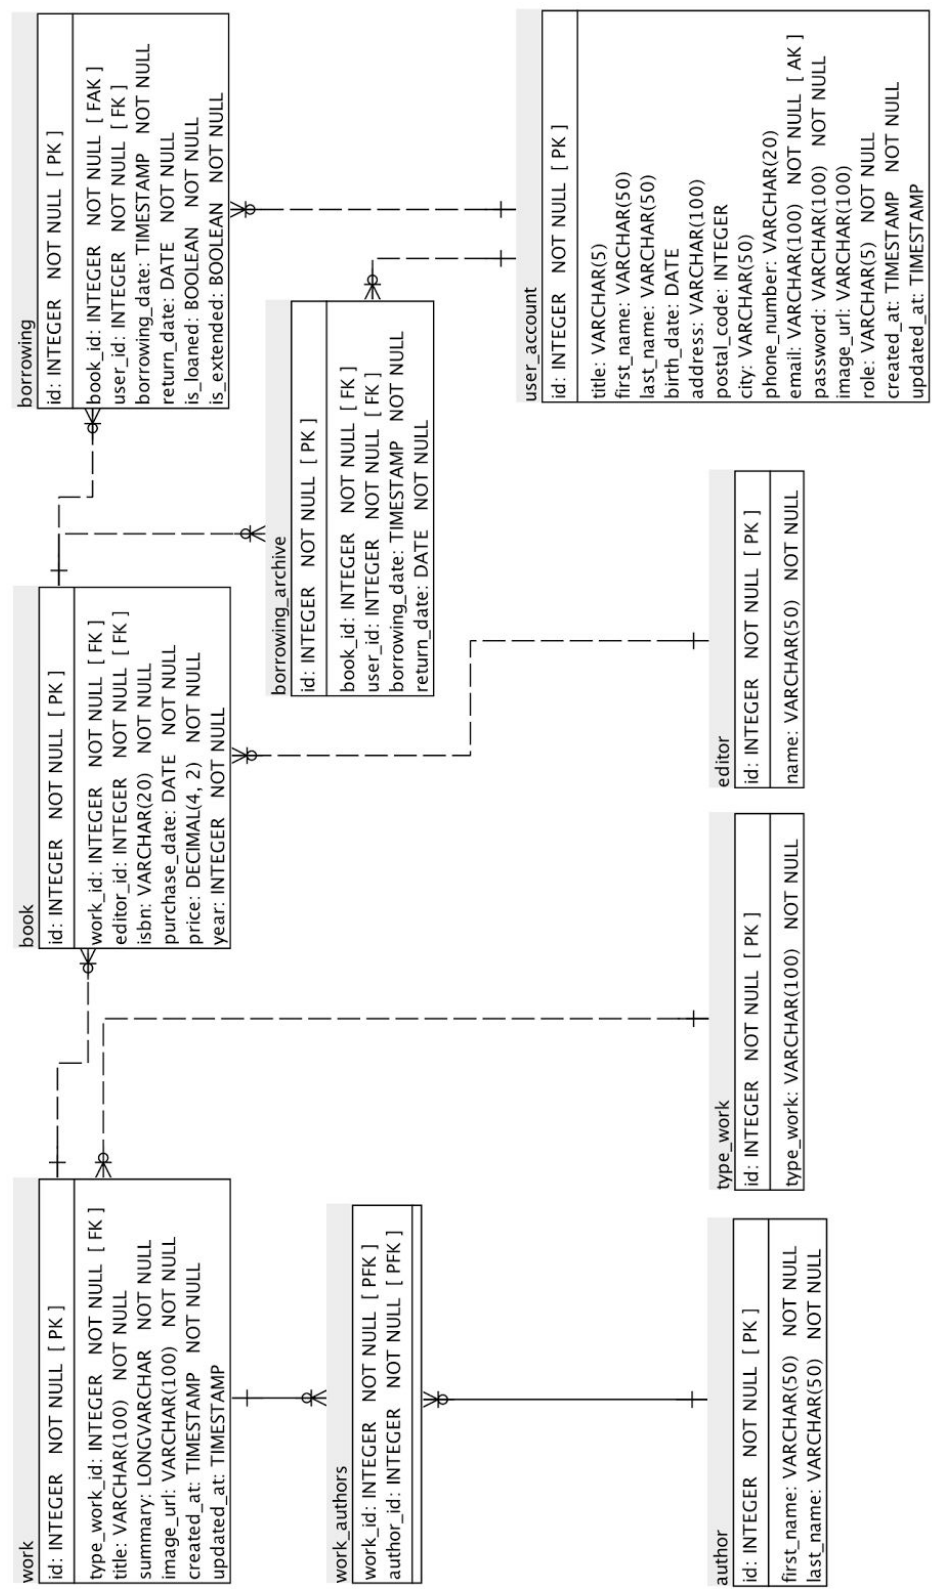 work
id: INTEGER NOT NULL [ PK ]
type_work_id: INTEGER NOT NULL [ FK ]
title: VARCHAR(100) NOT NULL
summary: LONGVARCHAR NOT NULL
image_url: VARCHAR(100) NOT NULL
created_at: TIMESTAMP NOT NULL
updated_at: TIMESTAMP
book
id: INTEGER NOT NULL [ PK ]
work_id: INTEGER NOT NULL [ FK ]
editor_id: INTEGER NOT NULL [ FK ]
isbn: VARCHAR(20) NOT NULL
purchase_date: DATE NOT NULL
price: DECIMAL(4, 2) NOT NULL
year: INTEGER NOT NULL
borrowing
id: INTEGER NOT NULL [ PK ]
book_id: INTEGER NOT NULL [ FAK ]
user_id: INTEGER NOT NULL [ FK ]
borrowing_date: TIMESTAMP NOT NULL
return_date: DATE NOT NULL
is_loaned: BOOLEAN NOT NULL
is_extended: BOOLEAN NOT NULL
borrowing_archive
id: INTEGER NOT NULL [ PK ]
book_id: INTEGER NOT NULL [ FK ]
user_id: INTEGER NOT NULL [ FK ]
borrowing_date: TIMESTAMP NOT NULL
return_date: DATE NOT NULL
work_authors
work_id: INTEGER NOT NULL [ PFK ]
author_id: INTEGER NOT NULL [ PFK ]
user_account
id: INTEGER NOT NULL [ PK ]
title: VARCHAR(5)
first_name: VARCHAR(50)
last_name: VARCHAR(50)
birth_date: DATE
address: VARCHAR(100)
postal_code: INTEGER
city: VARCHAR(50)
phone_number: VARCHAR(20)
email: VARCHAR(100) NOT NULL [ AK ]
password: VARCHAR(100) NOT NULL
image_url: VARCHAR(100)
role: VARCHAR(5) NOT NULL
created_at: TIMESTAMP NOT NULL
updated_at: TIMESTAMP
author
id: INTEGER NOT NULL [ PK ]
first_name: VARCHAR(50) NOT NULL
last_name: VARCHAR(50) NOT NULL
type_work
id: INTEGER NOT NULL [ PK ]
type_work: VARCHAR(100) NOT NULL
editor
id: INTEGER NOT NULL [ PK ]
name: VARCHAR(50) NOT NULL